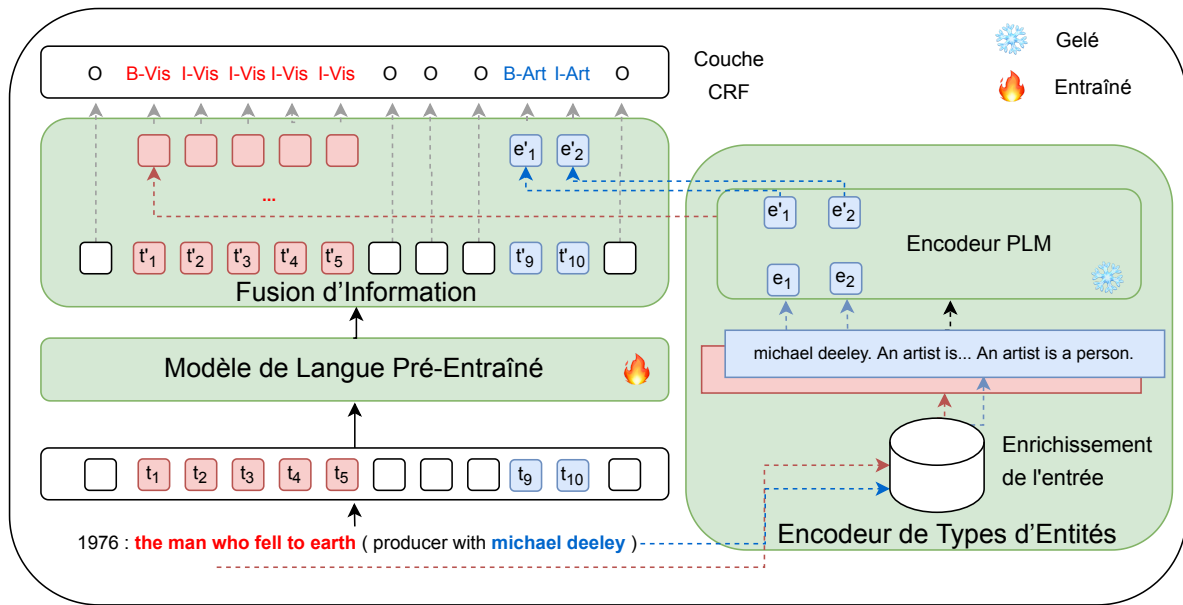 O B-Vis I-Vis I-Vis I-Vis I-Vis O O O B-Art I-Art O
Couche
CRF
Gelé
Entraîné
e'1 e'2
...
t'1 t'2 t'3 t'4 t'5 t'9 t'10
Fusion d'Information
Modèle de Langue Pré-Entraîné
t1 t2 t3 t4 t5 t9 t10
1976 : the man who fell to earth ( producer with michael deeley )
e'1 e'2
Encodeur PLM
e1 e2
michael deeley. An artist is... An artist is a person.
Enrichissement
de l'entrée
Encodeur de Types d'Entités